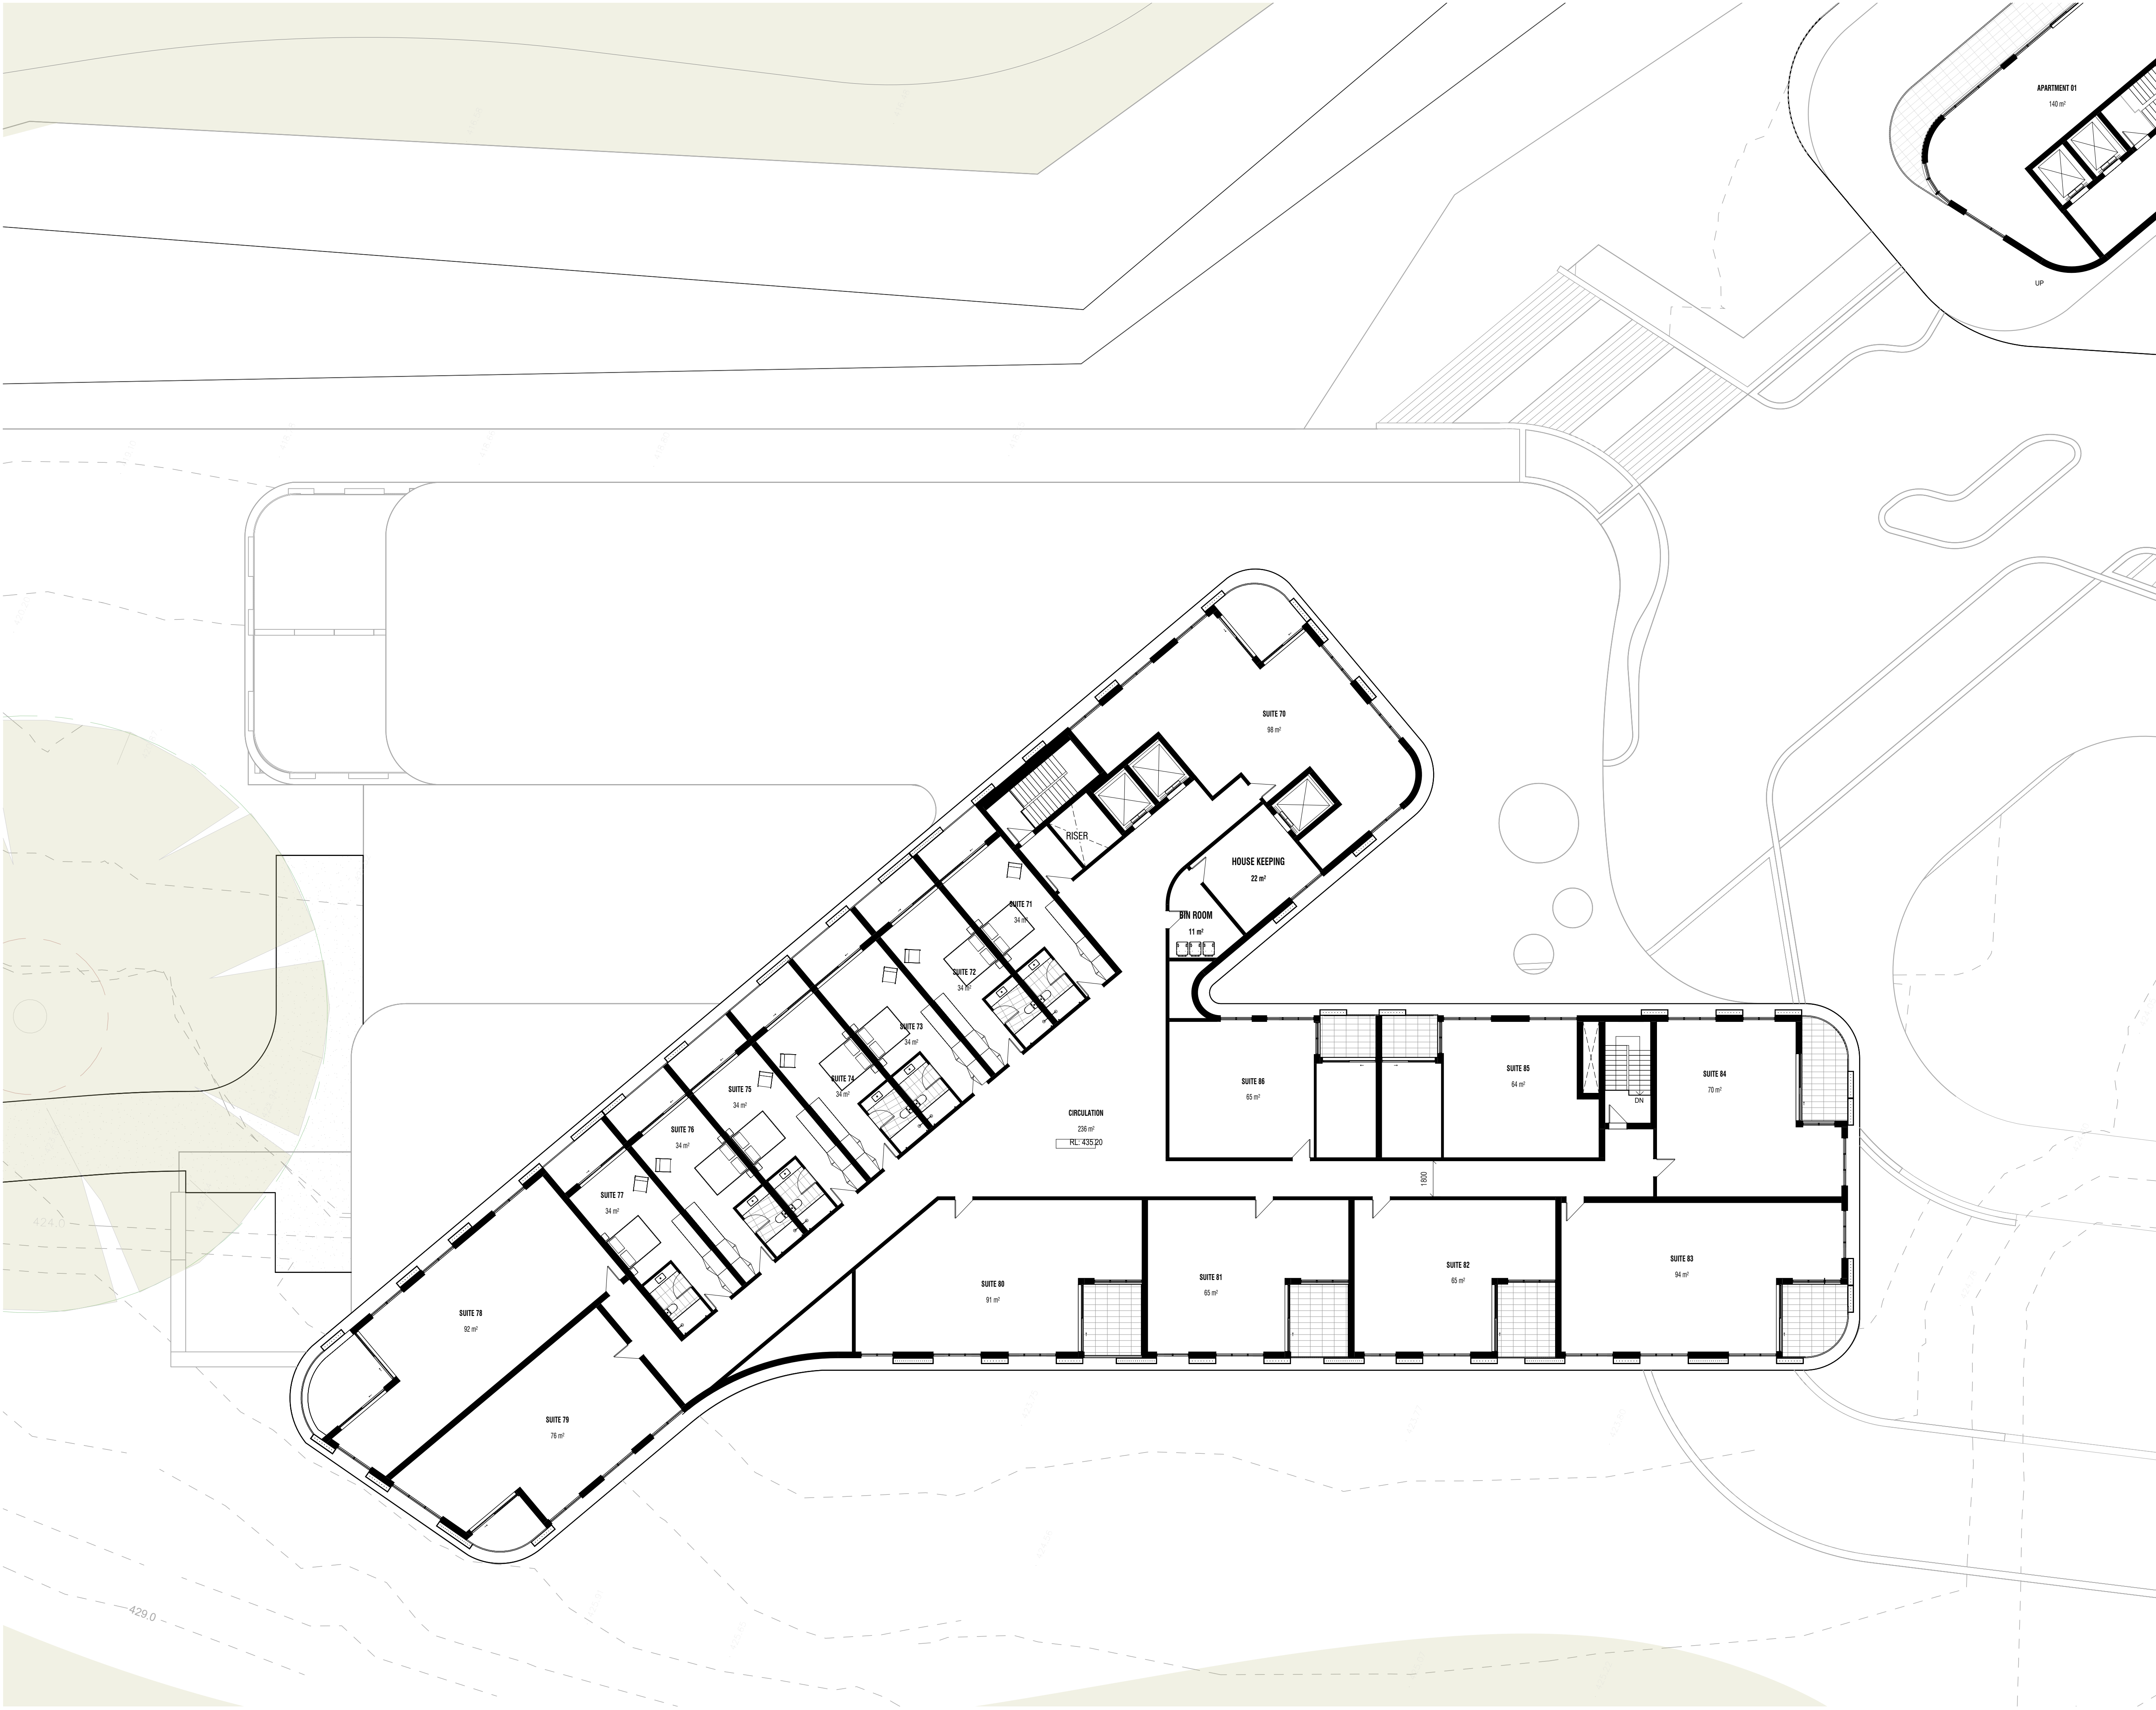 APARTMENT 01
140 m²
UP
SUITE 70
98 m²
RISER
HOUSE KEEPING
22 m²
BIN ROOM
11 m²
SUITE 71
34 m²
SUITE 72
34 m²
SUITE 73
34 m²
SUITE 74
34 m²
SUITE 75
34 m²
SUITE 76
34 m²
SUITE 77
34 m²
SUITE 78
92 m²
SUITE 79
76 m²
CIRCULATION
236 m²
RL: 435.20
SUITE 86
65 m²
SUITE 85
64 m²
DN
SUITE 84
70 m²
1800
SUITE 80
91 m²
SUITE 81
65 m²
SUITE 82
65 m²
SUITE 83
94 m²
424.0
429.0